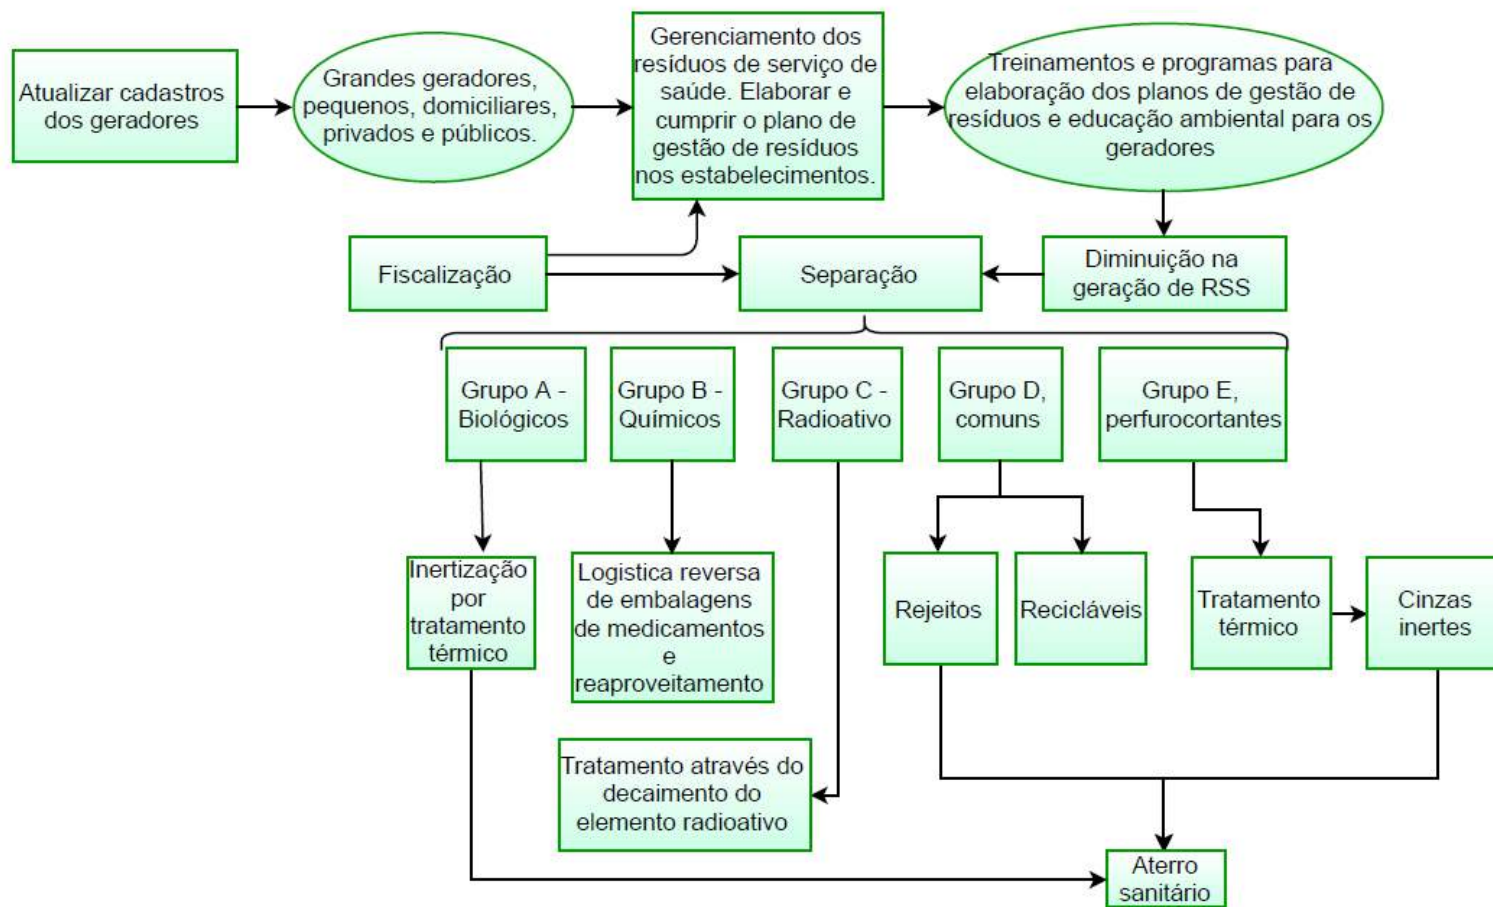 Atualizar cadastros
dos geradores
Grandes geradores,
pequenos, domiciliares,
privados e públicos.
Gerenciamento dos
resíduos de serviço de
saúde. Elaborar e
cumprir o plano de
gestão de resíduos
nos estabelecimentos.
Treinamentos e programas para
elaboração dos planos de gestão de
resíduos e educação ambiental para os
geradores
Fiscalização
Separação
Diminuição na
geração de RSS
Grupo A -
Biológicos
Grupo B -
Químicos
Grupo C -
Radioativo
Grupo D,
comuns
Grupo E,
perfurocortantes
Inertização
por
tratamento
térmico
Logistica reversa
de embalagens
de medicamentos
e
reaproveitamento
Rejeitos
Recicláveis
Tratamento
térmico
Cinzas
inertes
Tratamento através do
decaimento do
elemento radioativo
Aterro
sanitário